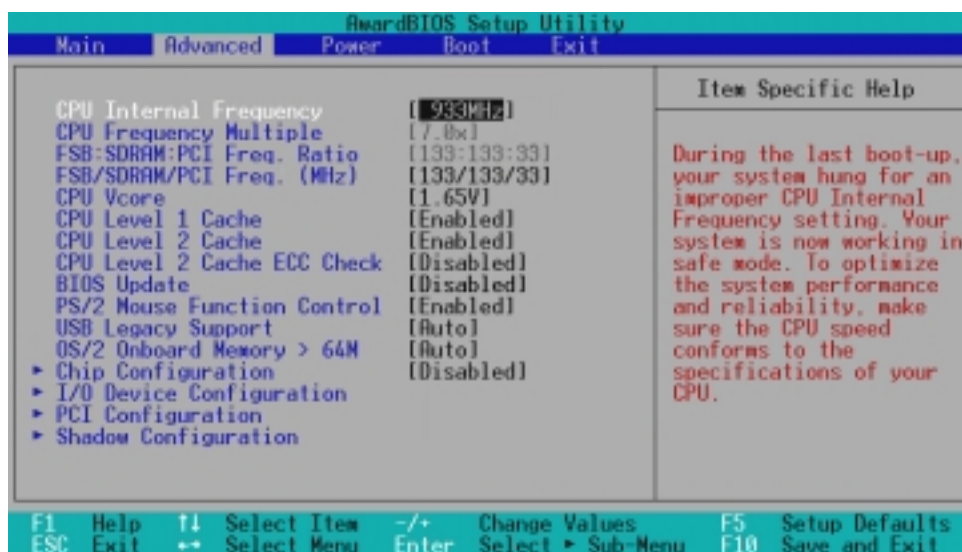 AwardBIOS Setup Utility
Main Advanced Power Boot Exit
Item Specific Help
CPU Internal Frequency [ 933MHz]
CPU Frequency Multiple [7.0x]
FSB:SDRAM:PCI Freq. Ratio [133:133:33]
FSB/SDRAM/PCI Freq. (MHz) [133/133/33]
CPU Vcore [1.65V]
CPU Level 1 Cache [Enabled]
CPU Level 2 Cache [Enabled]
CPU Level 2 Cache ECC Check [Disabled]
BIOS Update [Disabled]
PS/2 Mouse Function Control [Enabled]
USB Legacy Support [Auto]
OS/2 Onboard Memory > 64M [Auto]
► Chip Configuration [Disabled]
► I/O Device Configuration
► PCI Configuration
► Shadow Configuration
During the last boot-up,
your system hung for an
improper CPU Internal
Frequency setting. Your
system is now working in
safe mode. To optimize
the system performance
and reliability, make
sure the CPU speed
conforms to the
specifications of your
CPU.
F1 Help ↑↓ Select Item -/+ Change Values F5 Setup Defaults
ESC Exit ←→ Select Menu Enter Select ► Sub-Menu F10 Save and Exit